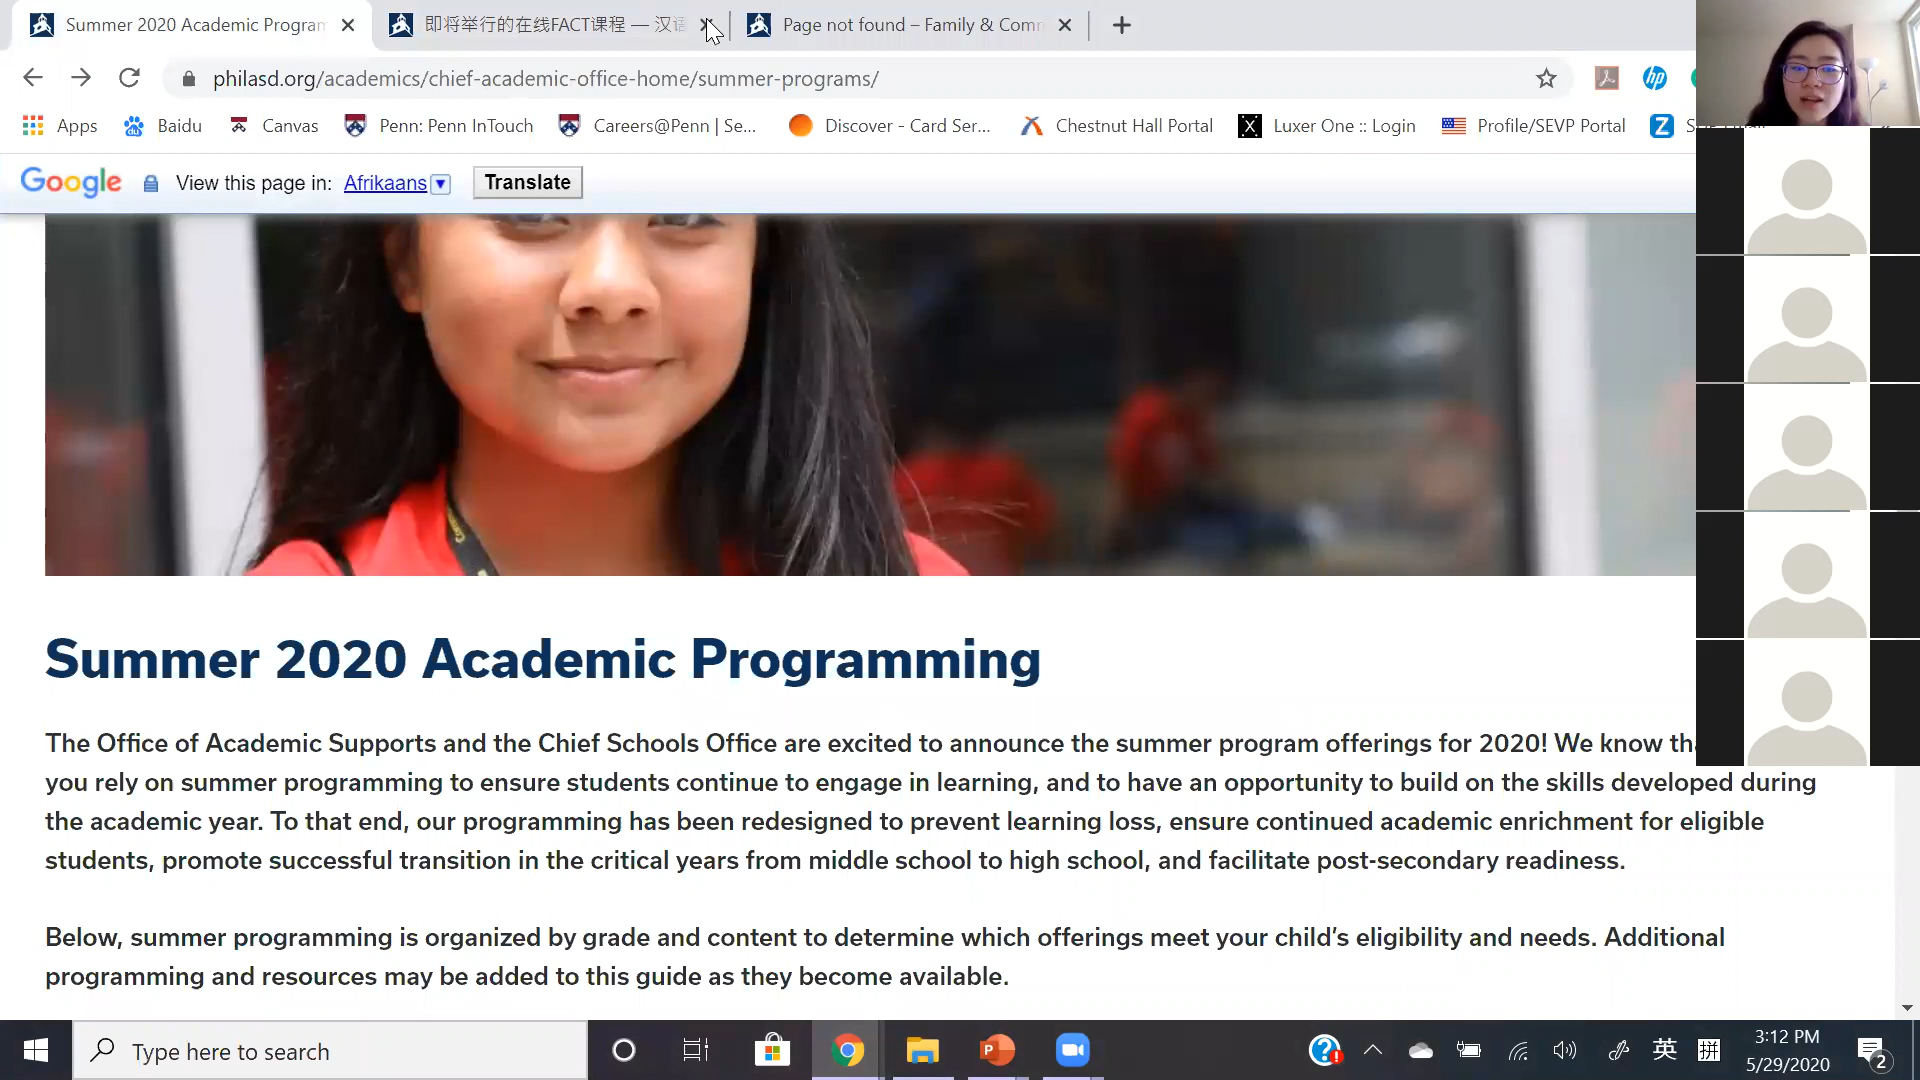 Summer 2020 Academic Program
即将举行的在线FACT课程 — 汉语
Page not found – Family & Comm
philasd.org/academics/chief-academic-office-home/summer-programs/
Apps
Baidu
Canvas
Penn: Penn InTouch
Careers@Penn | Se...
Discover - Card Ser...
Chestnut Hall Portal
Luxer One :: Login
Profile/SEVP Portal
Google
View this page in: Afrikaans
Translate
Summer 2020 Academic Programming
The Office of Academic Supports and the Chief Schools Office are excited to announce the summer program offerings for 2020! We know
you rely on summer programming to ensure students continue to engage in learning, and to have an opportunity to build on the skills developed during
the academic year. To that end, our programming has been redesigned to prevent learning loss, ensure continued academic enrichment for eligible
students, promote successful transition in the critical years from middle school to high school, and facilitate post-secondary readiness.
Below, summer programming is organized by grade and content to determine which offerings meet your child's eligibility and needs. Additional
programming and resources may be added to this guide as they become available.
Type here to search
英
拼
3:12 PM
5/29/2020
2